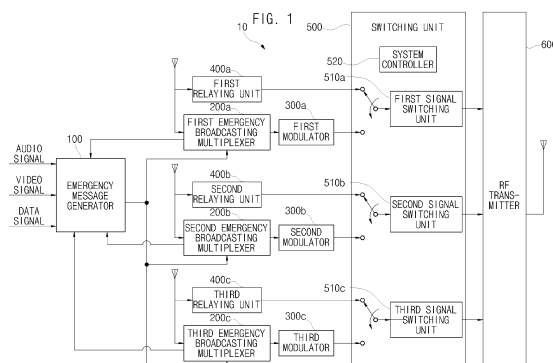 FIG. 1
10
500
SWITCHING UNIT
600
520
SYSTEM
CONTROLLER
400a
FIRST
RELAYING UNIT
200a
FIRST EMERGENCY
BROADCASTING
MULTIPLEXER
300a
FIRST
MODULATOR
510a
FIRST SIGNAL
SWITCHING
UNIT
100
AUDIO
SIGNAL
VIDEO
SIGNAL
DATA
SIGNAL
EMERGENCY
MESSAGE
GENERATOR
400b
SECOND
RELAYING UNIT
200b
SECOND EMERGENCY
BROADCASTING
MULTIPLEXER
300b
SECOND
MODULATOR
510b
SECOND SIGNAL
SWITCHING
UNIT
RF
TRANS-
MITTER
400c
THIRD
RELAYING UNIT
200c
THIRD EMERGENCY
BROADCASTING
MULTIPLEXER
300c
THIRD
MODULATOR
510c
THIRD SIGNAL
SWITCHING
UNIT